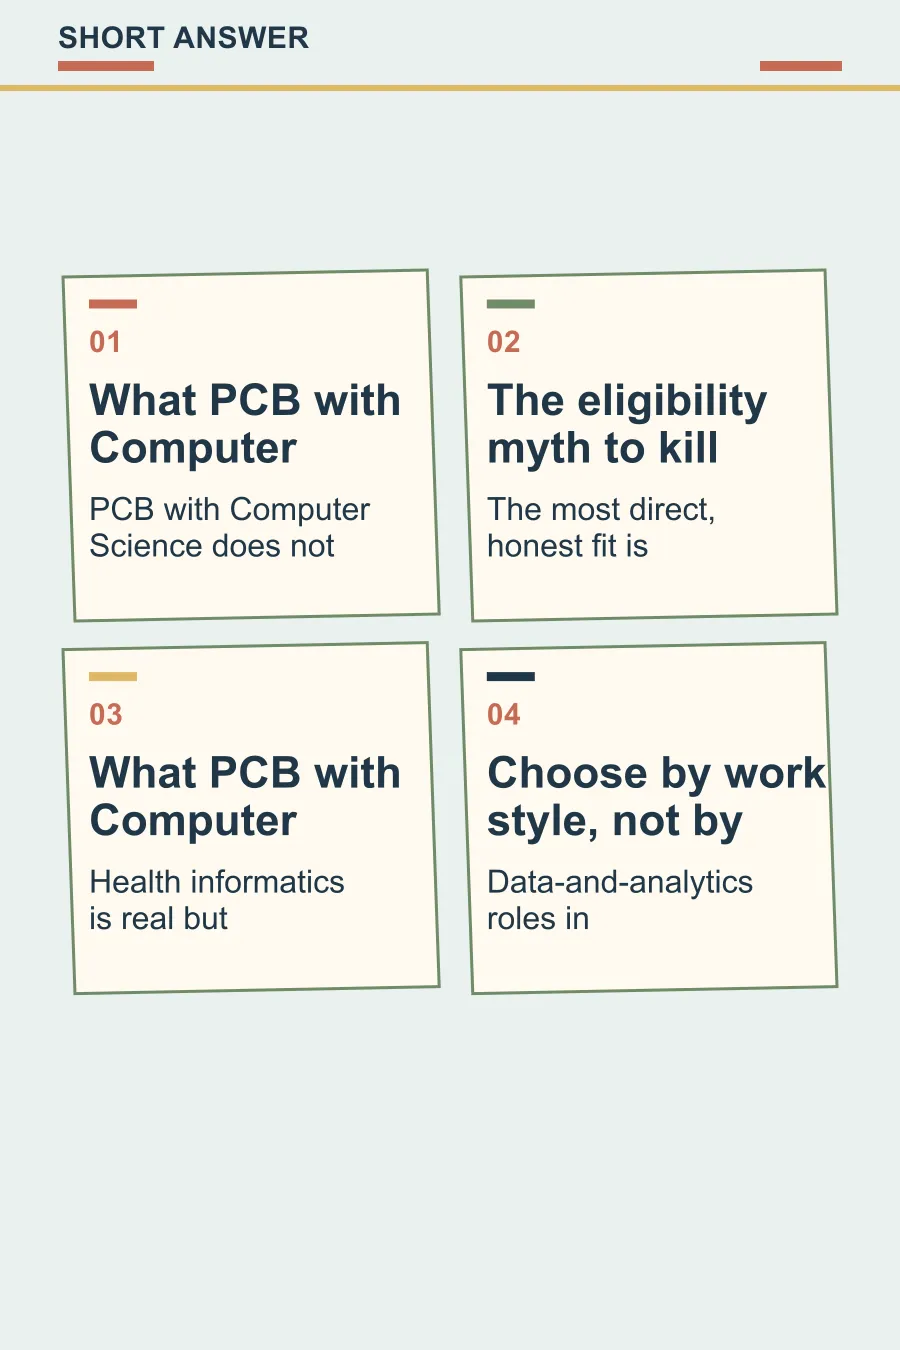 SHORT ANSWER
01
What PCB with
Computer
PCB with Computer
Science does not
02
The eligibility
myth to kill
The most direct,
honest fit is
03
What PCB with
Computer
Health informatics
is real but
04
Choose by work
style, not by
Data-and-analytics
roles in